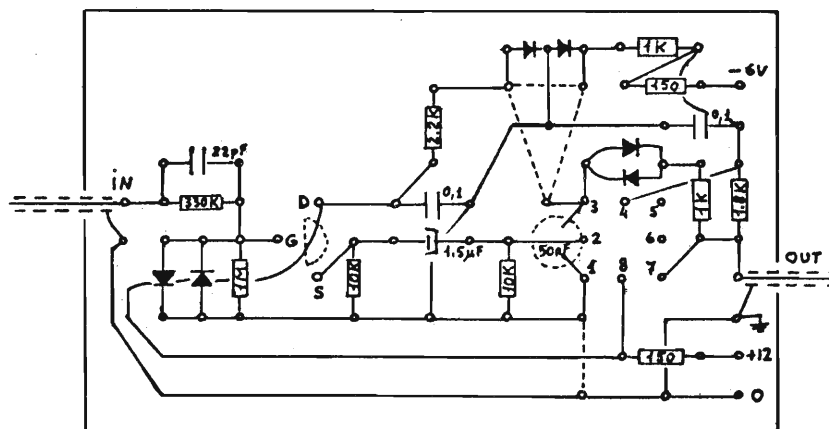 1K
-6V
150
0,1
2.2K
22pF
IN
330K
D
0,1
3
4
5
1K
1.8K
G
1.5µF
50pF
2
6
OUT
1M
S
10K
10K
1
8
7
150
+12
0